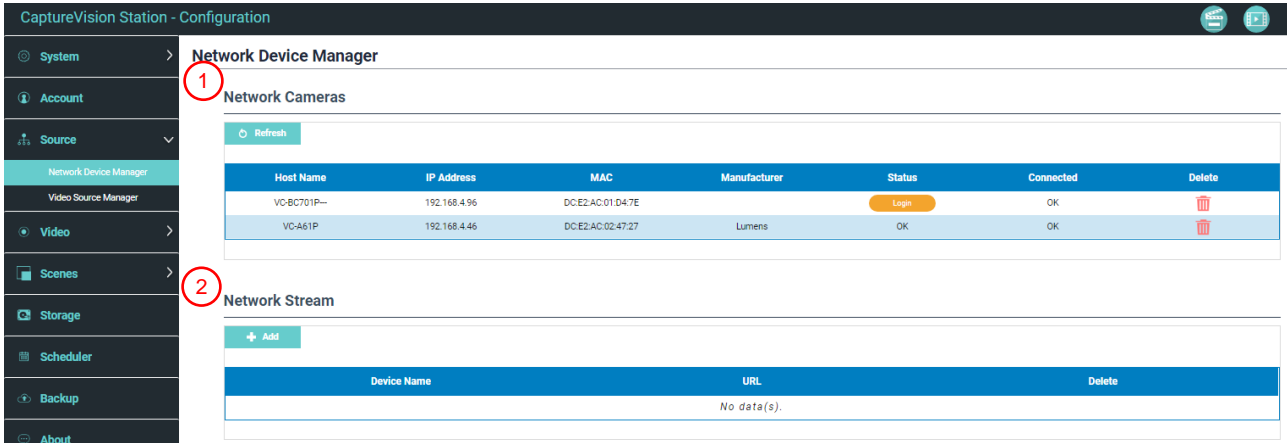 CaptureVision Station - Configuration
System
Account
Source
Network Device Manager
Video Source Manager
Video
Scenes
Storage
Scheduler
Backup
About
Network Device Manager
1
Network Cameras
Refresh
Host Name IP Address MAC Manufacturer Status Connected Delete
VC-BC701P--- 192.168.4.96 DC:E2:AC:01:D4:7E Login OK
VC-A61P 192.168.4.46 DC:E2:AC:02:47:27 Lumens OK OK
2
Network Stream
Add
Device Name URL Delete
No data(s).